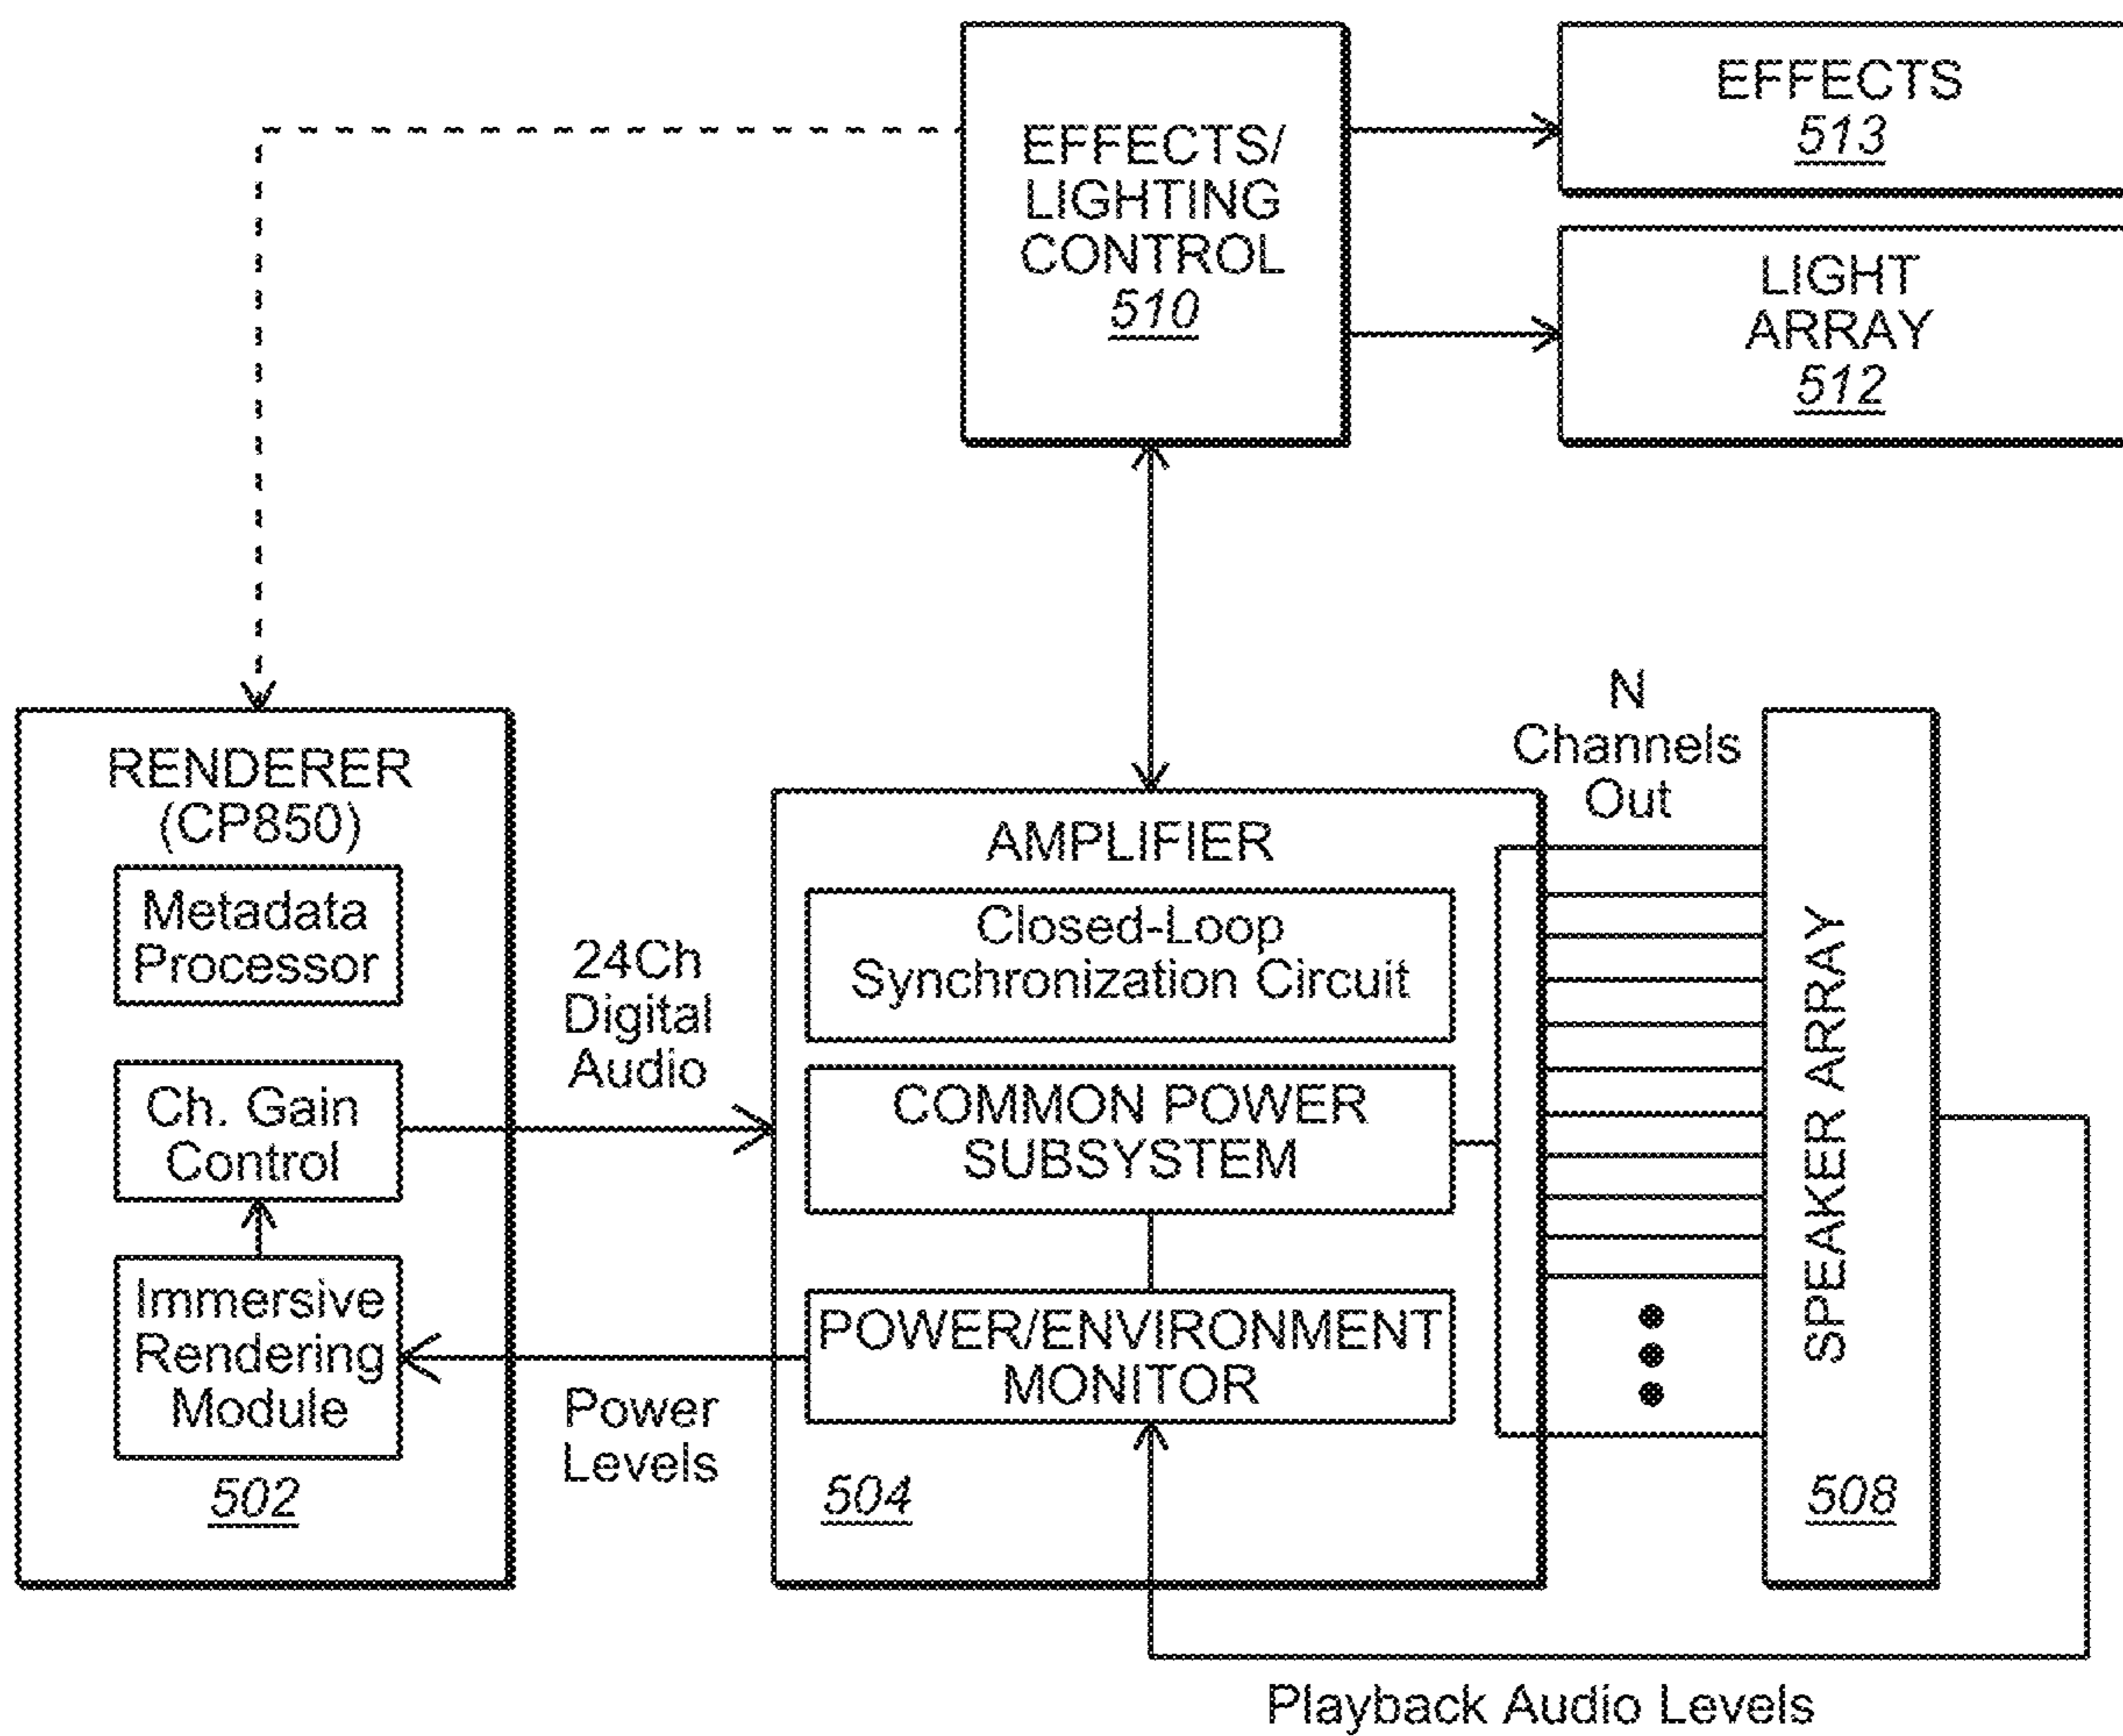 EFFECTS/
LIGHTING
CONTROL
510
EFFECTS
513
LIGHT
ARRAY
512
RENDERER
(CP850)
Metadata
Processor
Ch. Gain
Control
Immersive
Rendering
Module
502
24Ch
Digital
Audio
Power
Levels
AMPLIFIER
Closed-Loop
Synchronization Circuit
COMMON POWER
SUBSYSTEM
POWER/ENVIRONMENT
MONITOR
504
N
Channels
Out
SPEAKER ARRAY
508
Playback Audio Levels